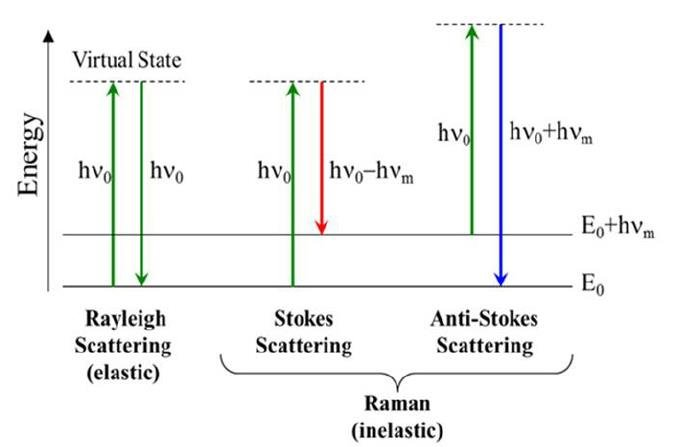 Energy
Virtual State
hν₀
hν₀
hν₀
hν₀–hνₘ
hν₀
hν₀+hνₘ
E₀+hνₘ
E₀
Rayleigh
Scattering
(elastic)
Stokes
Scattering
Anti-Stokes
Scattering
Raman
(inelastic)